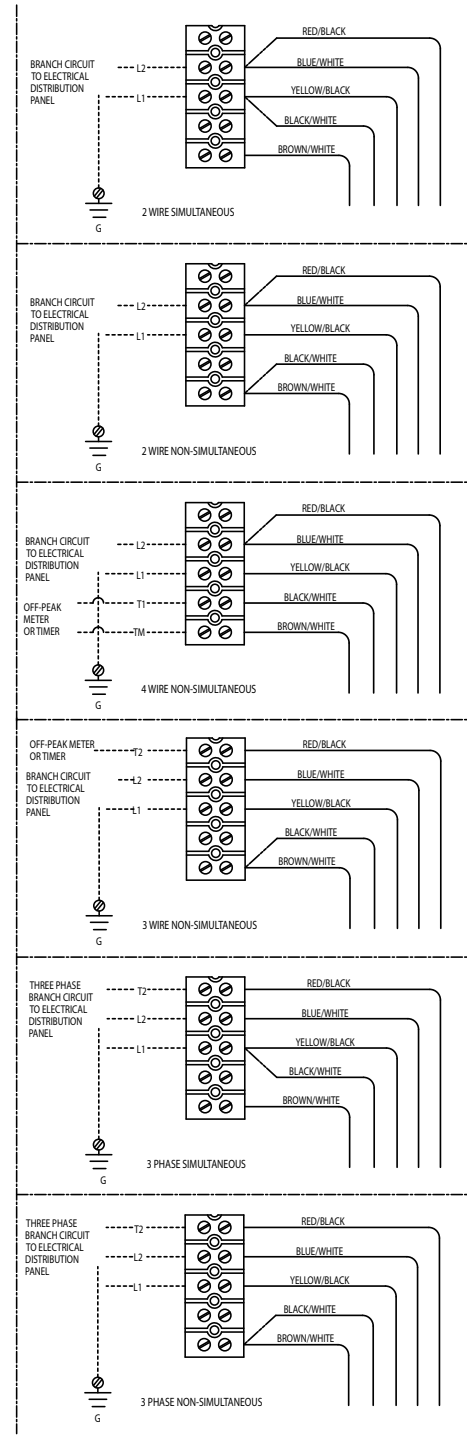 RED/BLACK
BRANCH CIRCUIT
TO ELECTRICAL
DISTRIBUTION
PANEL
L2
BLUE/WHITE
L1
YELLOW/BLACK
BLACK/WHITE
BROWN/WHITE
G
2 WIRE SIMULTANEOUS
RED/BLACK
BRANCH CIRCUIT
TO ELECTRICAL
DISTRIBUTION
PANEL
L2
BLUE/WHITE
L1
YELLOW/BLACK
BLACK/WHITE
BROWN/WHITE
G
2 WIRE NON-SIMULTANEOUS
RED/BLACK
BRANCH CIRCUIT
TO ELECTRICAL
DISTRIBUTION
PANEL
L2
BLUE/WHITE
L1
YELLOW/BLACK
OFF-PEAK
METER
OR TIMER
T1
BLACK/WHITE
TM
BROWN/WHITE
G
4 WIRE NON-SIMULTANEOUS
OFF-PEAK METER
OR TIMER
T2
RED/BLACK
BRANCH CIRCUIT
TO ELECTRICAL
DISTRIBUTION
PANEL
L2
BLUE/WHITE
L1
YELLOW/BLACK
BLACK/WHITE
BROWN/WHITE
G
3 WIRE NON-SIMULTANEOUS
THREE PHASE
BRANCH CIRCUIT
TO ELECTRICAL
DISTRIBUTION
PANEL
T2
RED/BLACK
L2
BLUE/WHITE
L1
YELLOW/BLACK
BLACK/WHITE
BROWN/WHITE
G
3 PHASE SIMULTANEOUS
THREE PHASE
BRANCH CIRCUIT
TO ELECTRICAL
DISTRIBUTION
PANEL
T2
RED/BLACK
L2
BLUE/WHITE
L1
YELLOW/BLACK
BLACK/WHITE
BROWN/WHITE
G
3 PHASE NON-SIMULTANEOUS